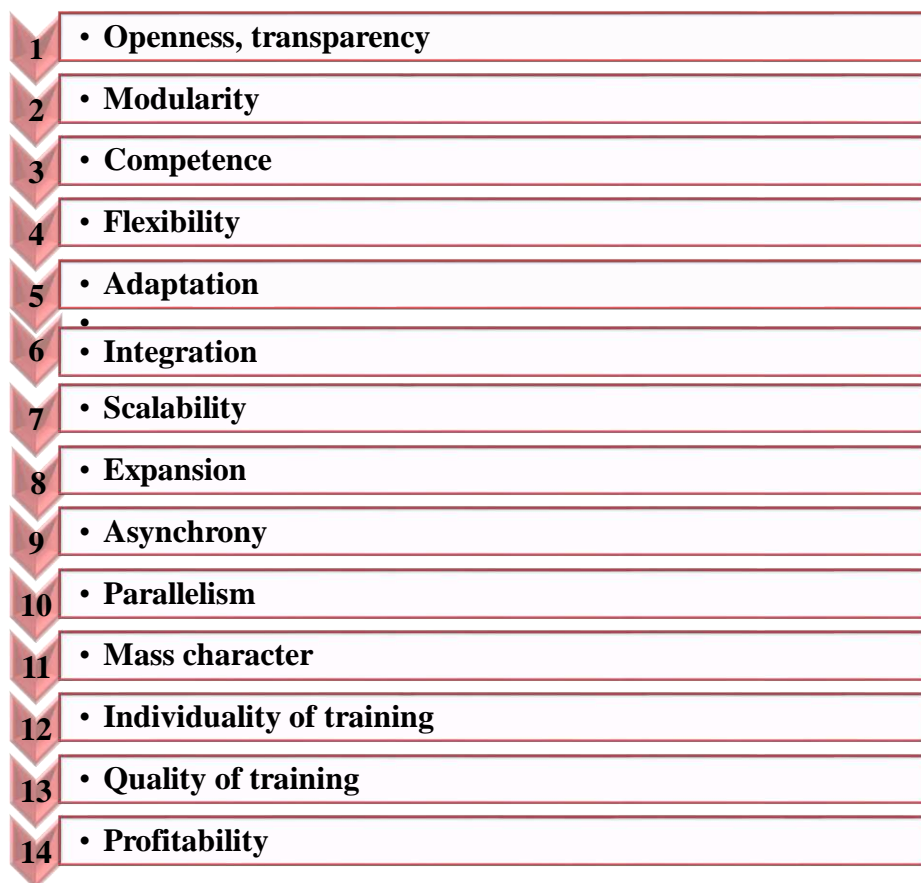 1 • Openness, transparency
2 • Modularity
3 • Competence
4 • Flexibility
5 • Adaptation
•
6 • Integration
7 • Scalability
8 • Expansion
9 • Asynchrony
10 • Parallelism
11 • Mass character
12 • Individuality of training
13 • Quality of training
14 • Profitability